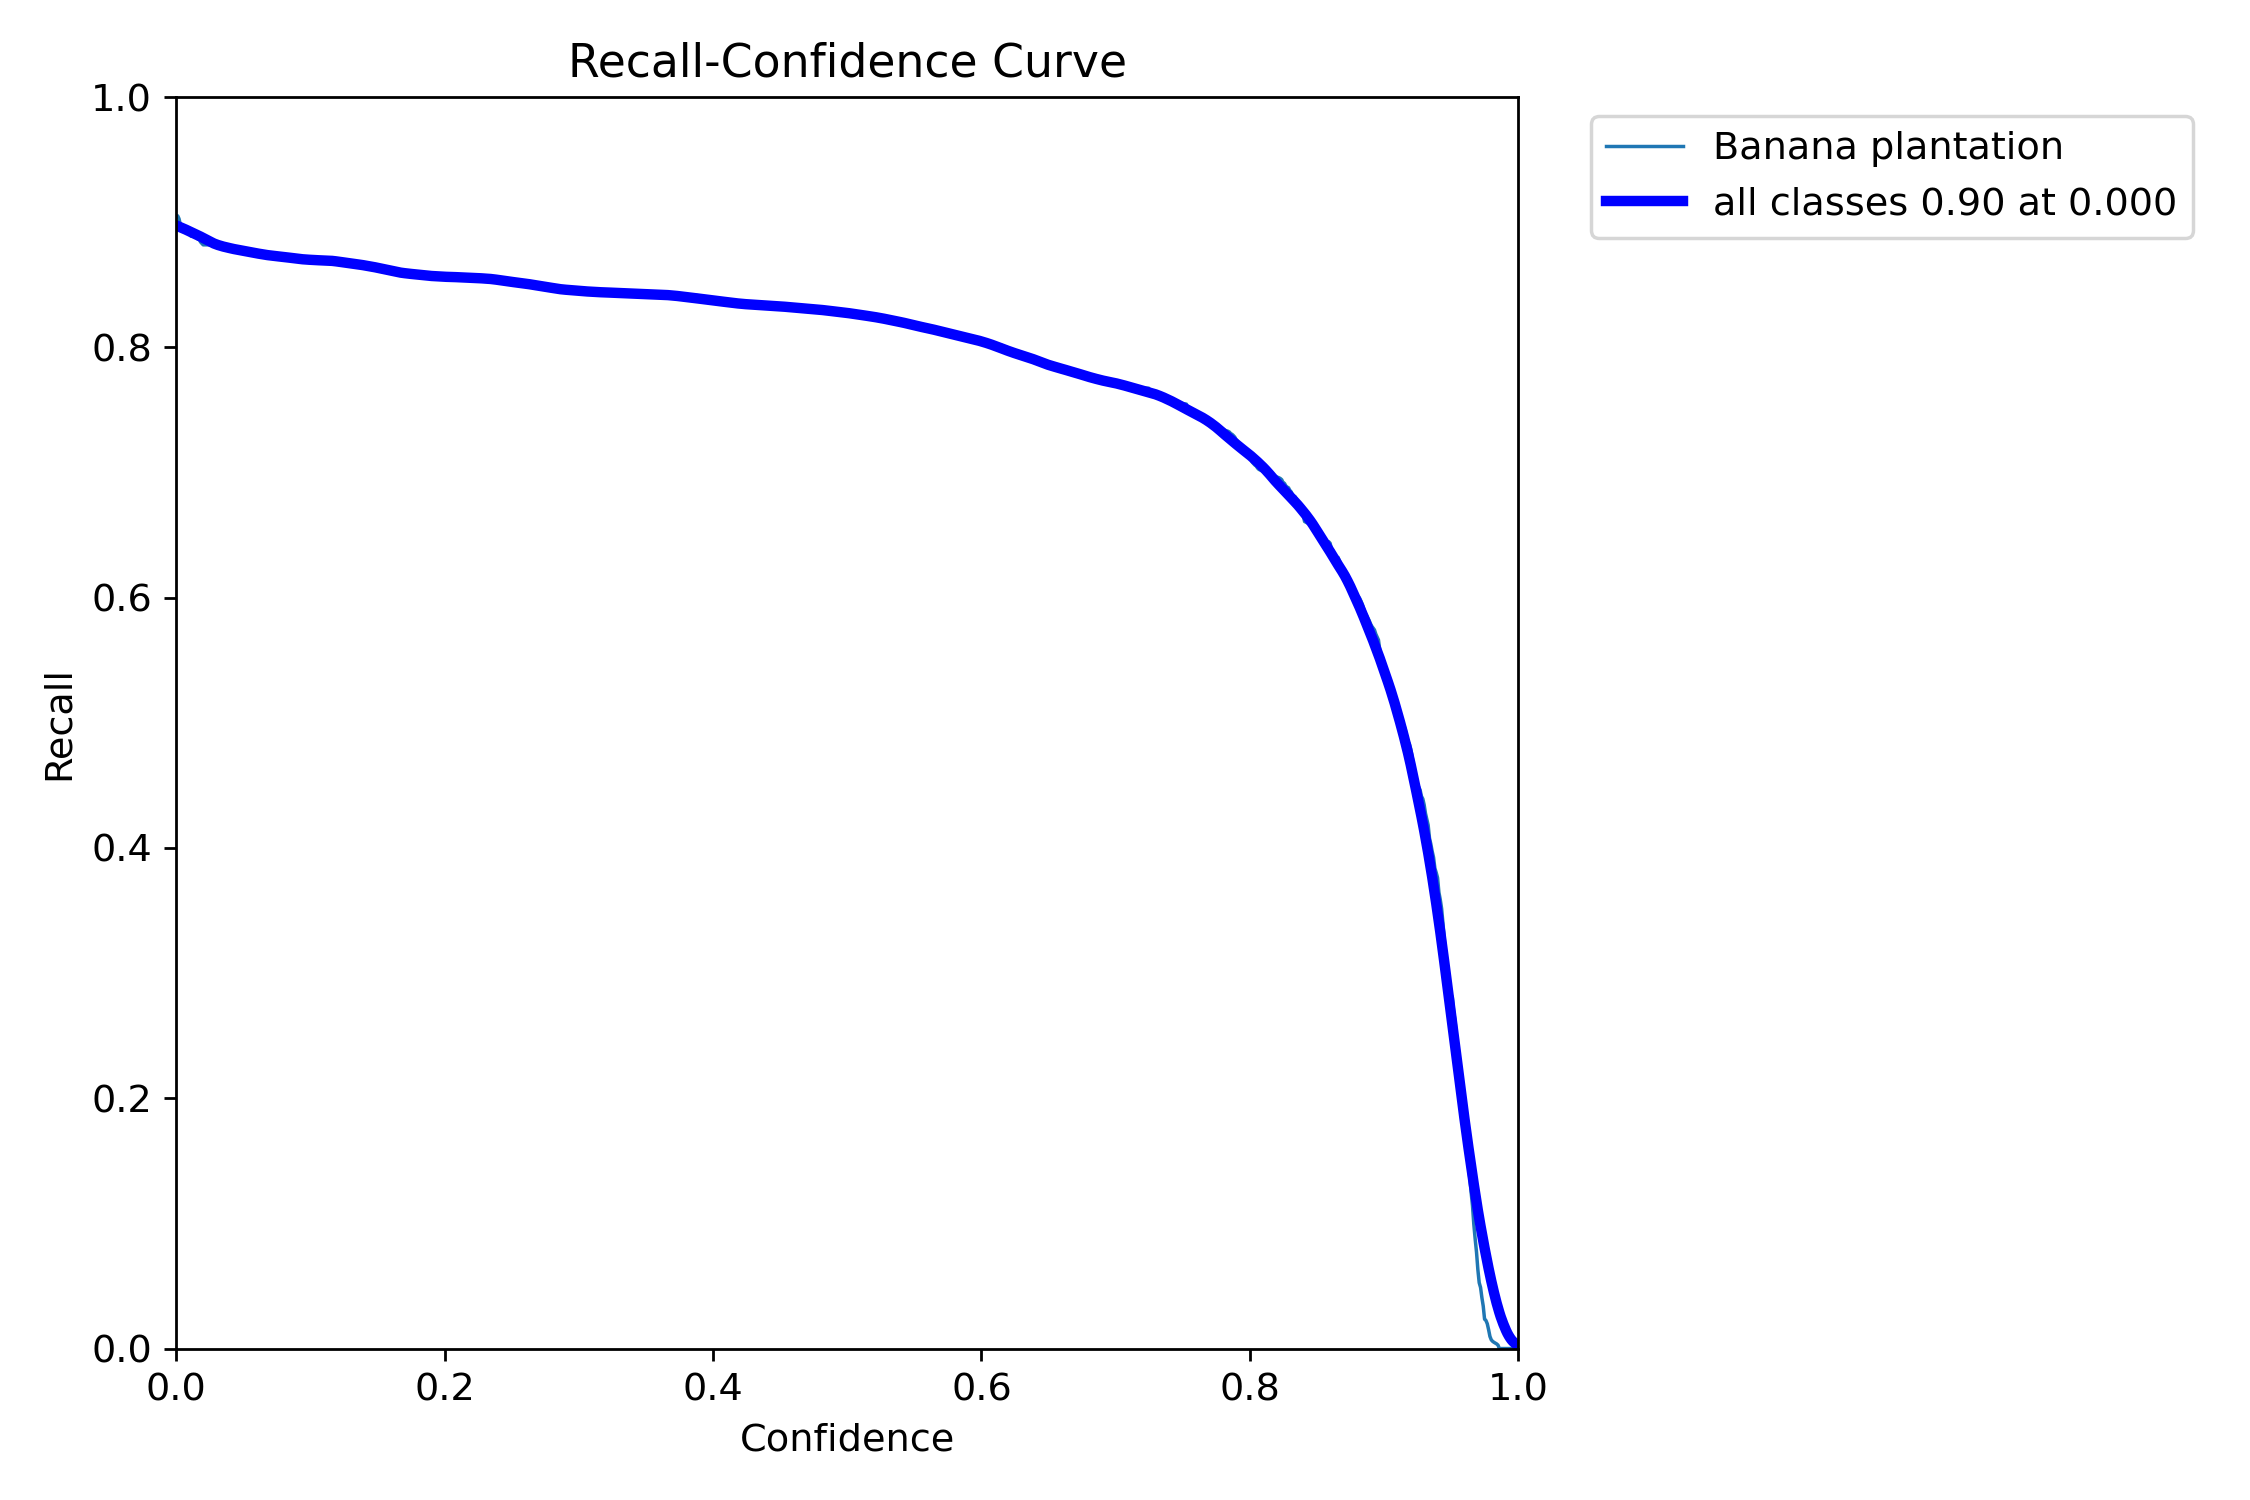 Recall-Confidence Curve
1.0
0.8
0.6
0.4
0.2
0.0
Recall
0.0 0.2 0.4 0.6 0.8 1.0
Confidence
Banana plantation
all classes 0.90 at 0.000